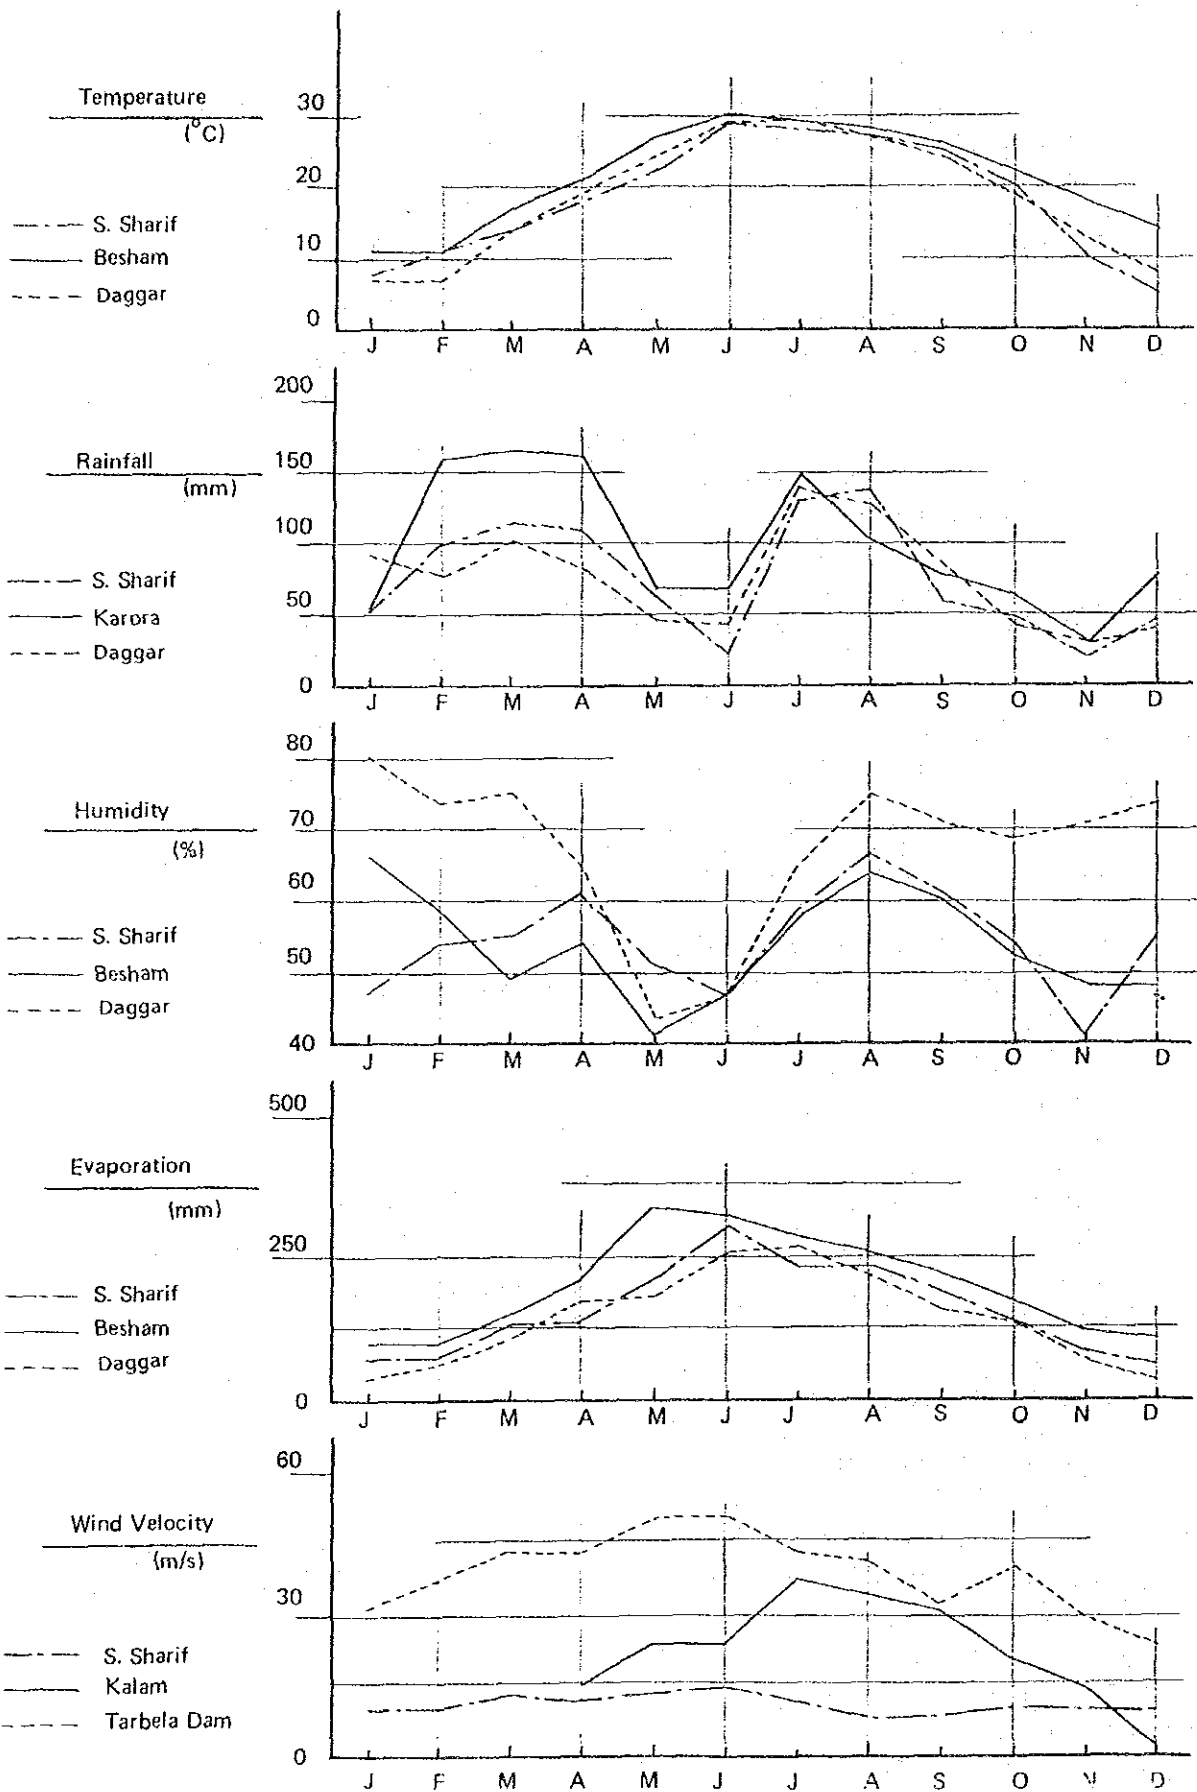 Temperature
(°C)
30
20
10
0
S. Sharif
Besham
Daggar
J F M A M J J A S O N D
Rainfall
(mm)
200
150
100
50
0
S. Sharif
Karora
Daggar
J F M A M J J A S O N D
Humidity
(%)
80
70
60
50
40
S. Sharif
Besham
Daggar
J F M A M J J A S O N D
Evaporation
(mm)
500
250
0
S. Sharif
Besham
Daggar
J F M A M J J A S O N D
Wind Velocity
(m/s)
60
30
0
S. Sharif
Kalam
Tarbela Dam
J F M A M J J A S O N D